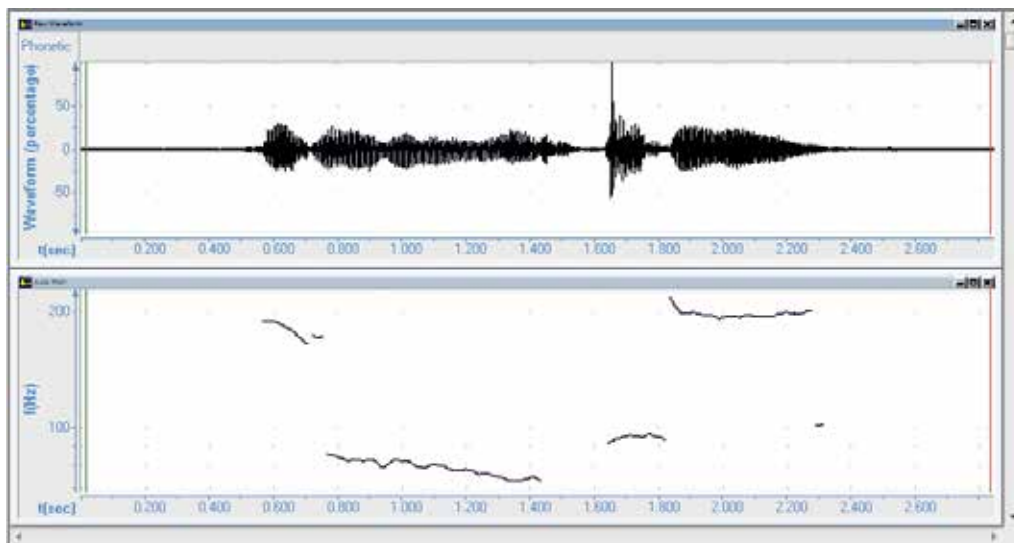 Raw Waveform
Phonetic
Waveform (percentage)
50
0
50
t[sec.] 0.200 0.400 0.600 0.800 1.000 1.200 1.400 1.600 1.800 2.000 2.200 2.400 2.600
200
f(Hz)
100
t[sec] 0.200 0.400 0.600 0.800 1.000 1.200 1.400 1.600 1.800 2.000 2.200 2.400 2.600